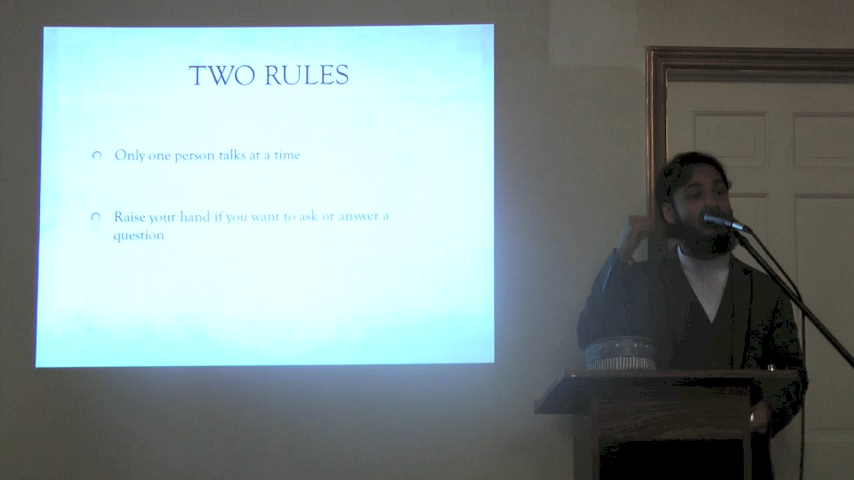 TWO RULES
Only one person talks at a time
Raise your hand if you want to ask or answer a
question